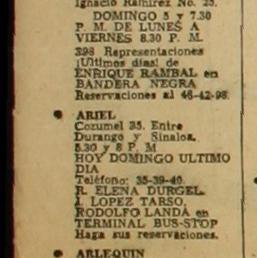 Ignacio Ramirez No. 25.
DOMINGO 5 y 7.30
P. M. DE LUNES A
VIERNES 8.30 P. M.
398 Representaciones
¡Ultimos dias! de
ENRIQUE RAMBAL en
BANDERA NEGRA
Reservaciones al 46-42-98
● ARIEL
Cozumel 35. Entre
Durango y Sinaloa.
5.30 y 8 P. M
HOY DOMINGO ULTIMO
DIA
Teléfono: 35-39-40.
R. ELENA DURGEL.
I. LOPEZ TARSO,
RODOLFO LANDA en
TERMINAL BUS-STOP
Haga sus reservaciones.
● ARLEQUIN